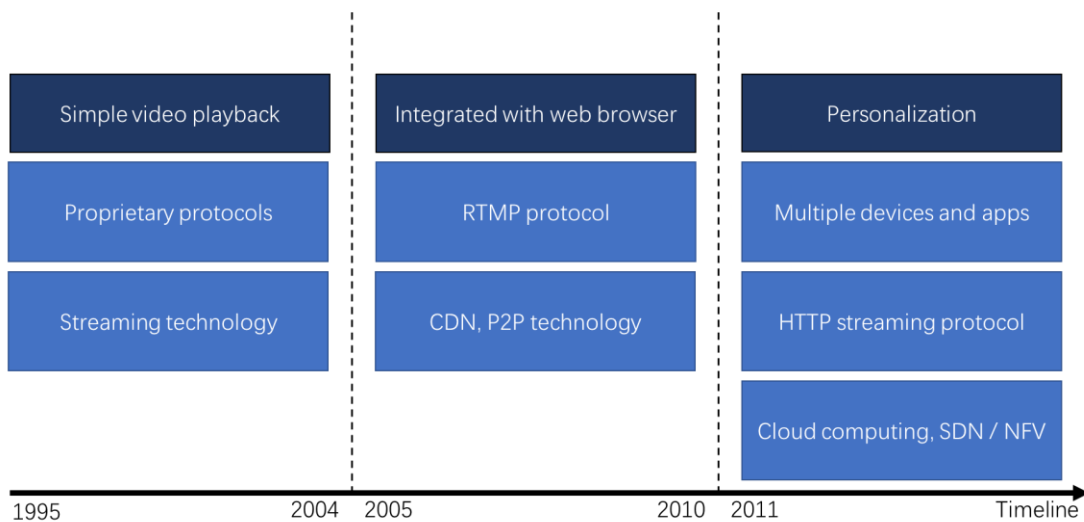 Simple video playback
Integrated with web browser
Personalization
Proprietary protocols
RTMP protocol
Multiple devices and apps
Streaming technology
CDN, P2P technology
HTTP streaming protocol
Cloud computing, SDN / NFV
1995
2004
2005
2010
2011
Timeline